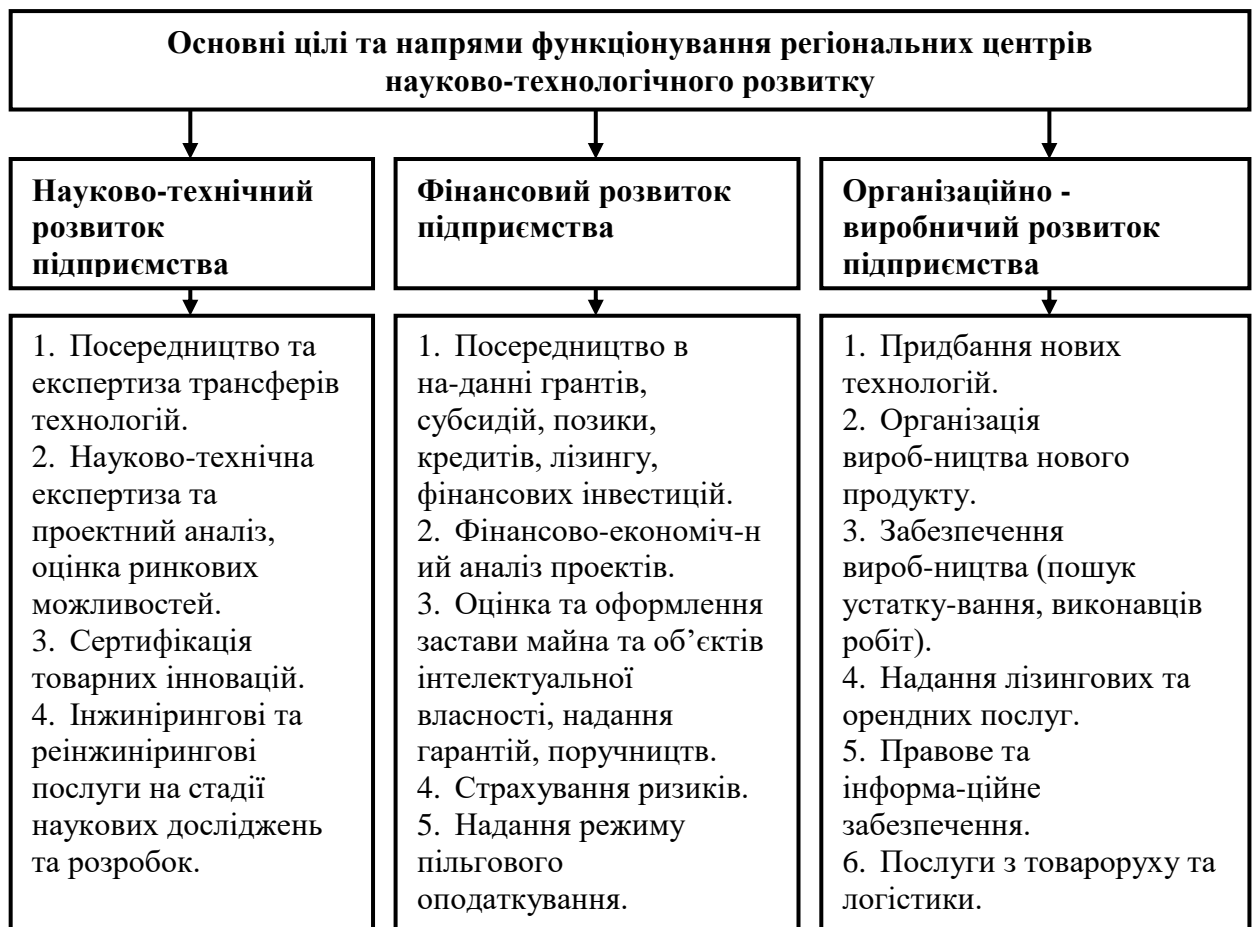 Основні цілі та напрями функціонування регіональних центрів
науково-технологічного розвитку
Науково-технічний
розвиток
підприємства
Фінансовий розвиток
підприємства
Організаційно -
виробничий розвиток
підприємства
1. Посередництво та
експертиза трансферів
технологій.
2. Науково-технічна
експертиза та
проектний аналіз,
оцінка ринкових
можливостей.
3. Сертифікація
товарних інновацій.
4. Інжинірингові та
реінжинірингові
послуги на стадії
наукових досліджень
та розробок.
1. Посередництво в
на-данні грантів,
субсидій, позики,
кредитів, лізингу,
фінансових інвестицій.
2. Фінансово-економіч-н
ий аналіз проектів.
3. Оцінка та оформлення
застави майна та об’єктів
інтелектуальної
власності, надання
гарантій, поручництв.
4. Страхування ризиків.
5. Надання режиму
пільгового
оподаткування.
1. Придбання нових
технологій.
2. Організація
вироб-ництва нового
продукту.
3. Забезпечення
вироб-ництва (пошук
устатку-вання, виконавців
робіт).
4. Надання лізингових та
орендних послуг.
5. Правове та
інформа-ційне
забезпечення.
6. Послуги з товароруху та
логістики.